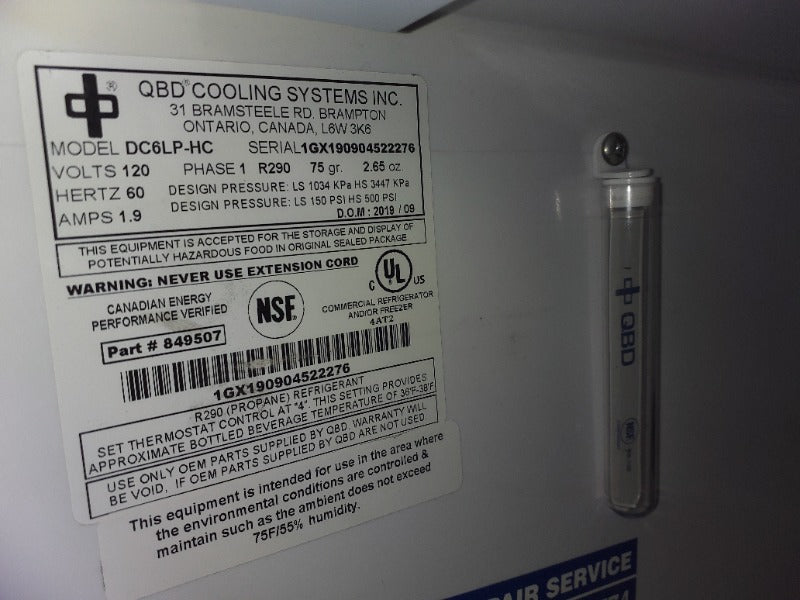 QBD® COOLING SYSTEMS INC.
31 BRAMSTEELE RD. BRAMPTON
ONTARIO, CANADA, L6W 3K6
MODEL DC6LP-HC SERIAL 1GX190904522276
VOLTS 120 PHASE 1 R290 75 gr. 2.65 oz.
HERTZ 60 DESIGN PRESSURE: LS 1034 KPa HS 3447 KPa
AMPS 1.9 DESIGN PRESSURE: LS 150 PSI HS 500 PSI
D.O.M : 2019 / 09
THIS EQUIPMENT IS ACCEPTED FOR THE STORAGE AND DISPLAY OF
POTENTIALLY HAZARDOUS FOOD IN ORIGINAL SEALED PACKAGE
WARNING: NEVER USE EXTENSION CORD
CANADIAN ENERGY
PERFORMANCE VERIFIED
NSF
C UL US
COMMERCIAL REFRIGERATOR
AND/OR FREEZER
4AT2
Part # 849507
1GX190904522276
R290 (PROPANE) REFRIGERANT
SET THERMOSTAT CONTROL AT "4". THIS SETTING PROVIDES
APPROXIMATE BOTTLED BEVERAGE TEMPERATURE OF 36°F-38°F
USE ONLY OEM PARTS SUPPLIED BY QBD. WARRANTY WILL
BE VOID. IF OEM PARTS SUPPLIED BY QBD ARE NOT USED.
This equipment is intended for use in the area where
the environmental conditions are controlled &
maintain such as the ambient does not exceed
75F/55% humidity.
QBD
NSF
SERVICE